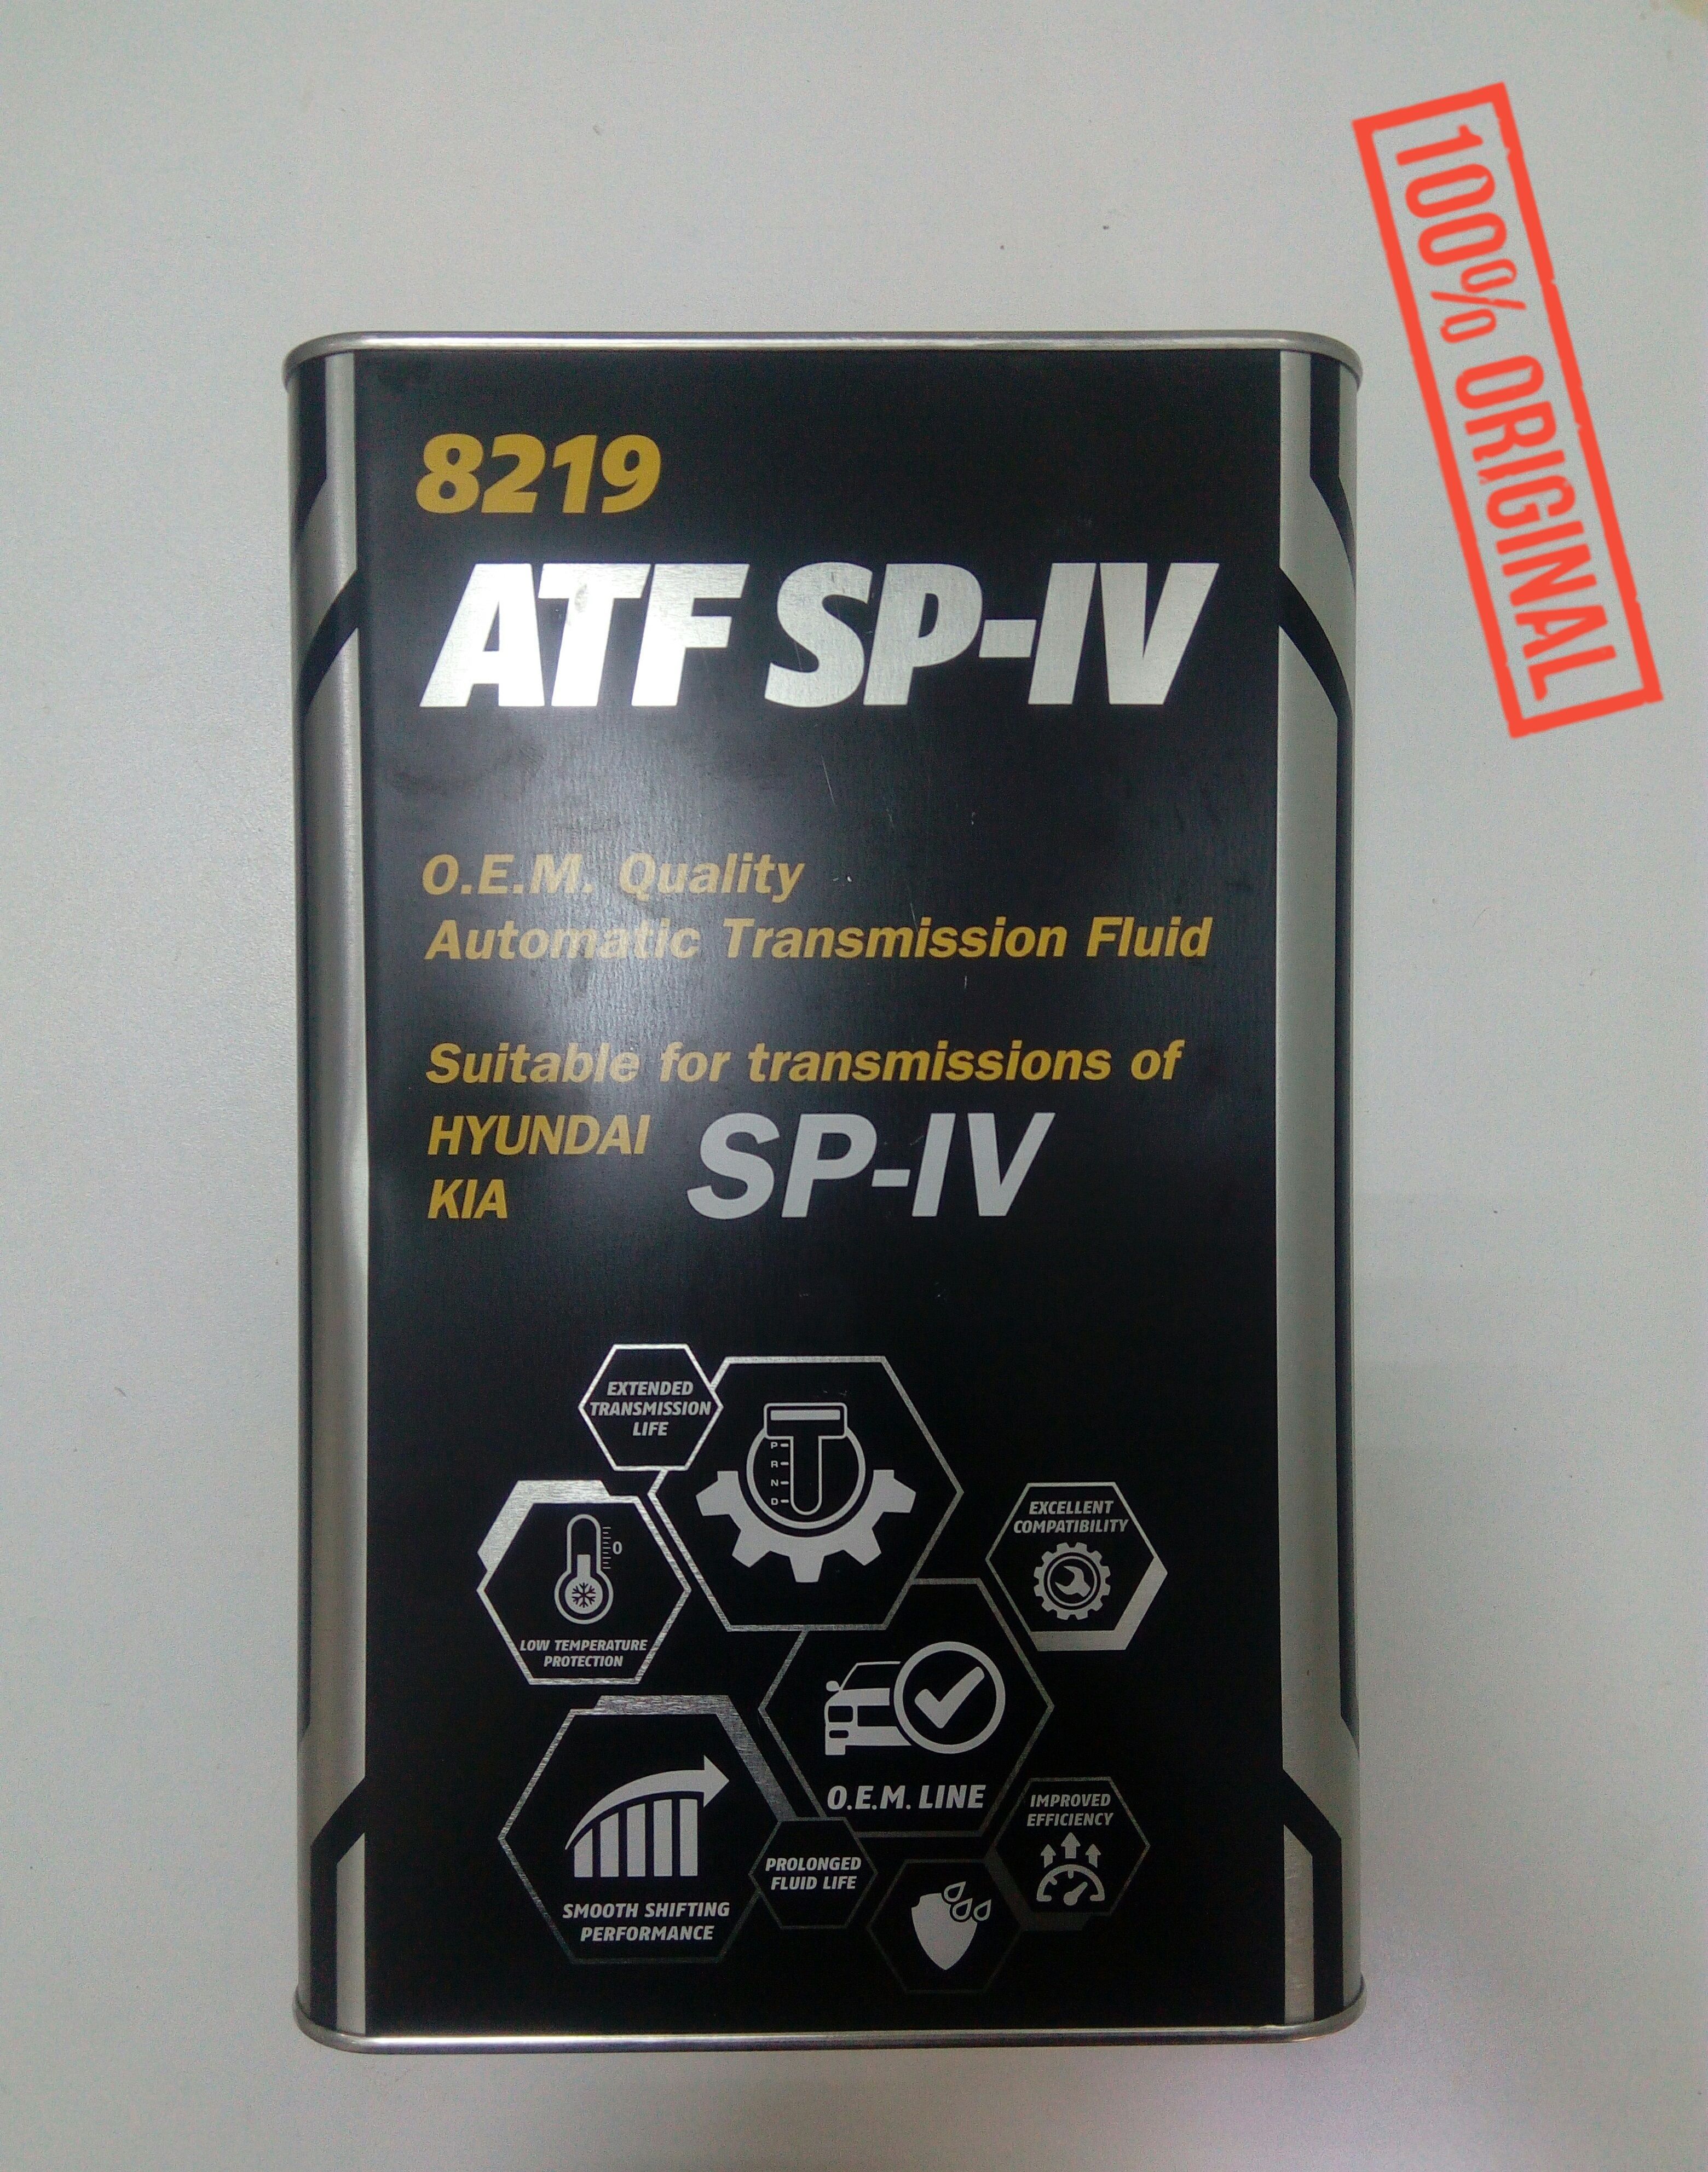 100% ORIGINAL
8219
ATF SP-IV
O.E.M. Quality
Automatic Transmission Fluid
Suitable for transmissions of
HYUNDAI
KIA
SP-IV
EXTENDED
TRANSMISSION
LIFE
P
R
N
D
EXCELLENT
COMPATIBILITY
0
LOW TEMPERATURE
PROTECTION
O.E.M. LINE
IMPROVED
EFFICIENCY
PROLONGED
FLUID LIFE
SMOOTH SHIFTING
PERFORMANCE